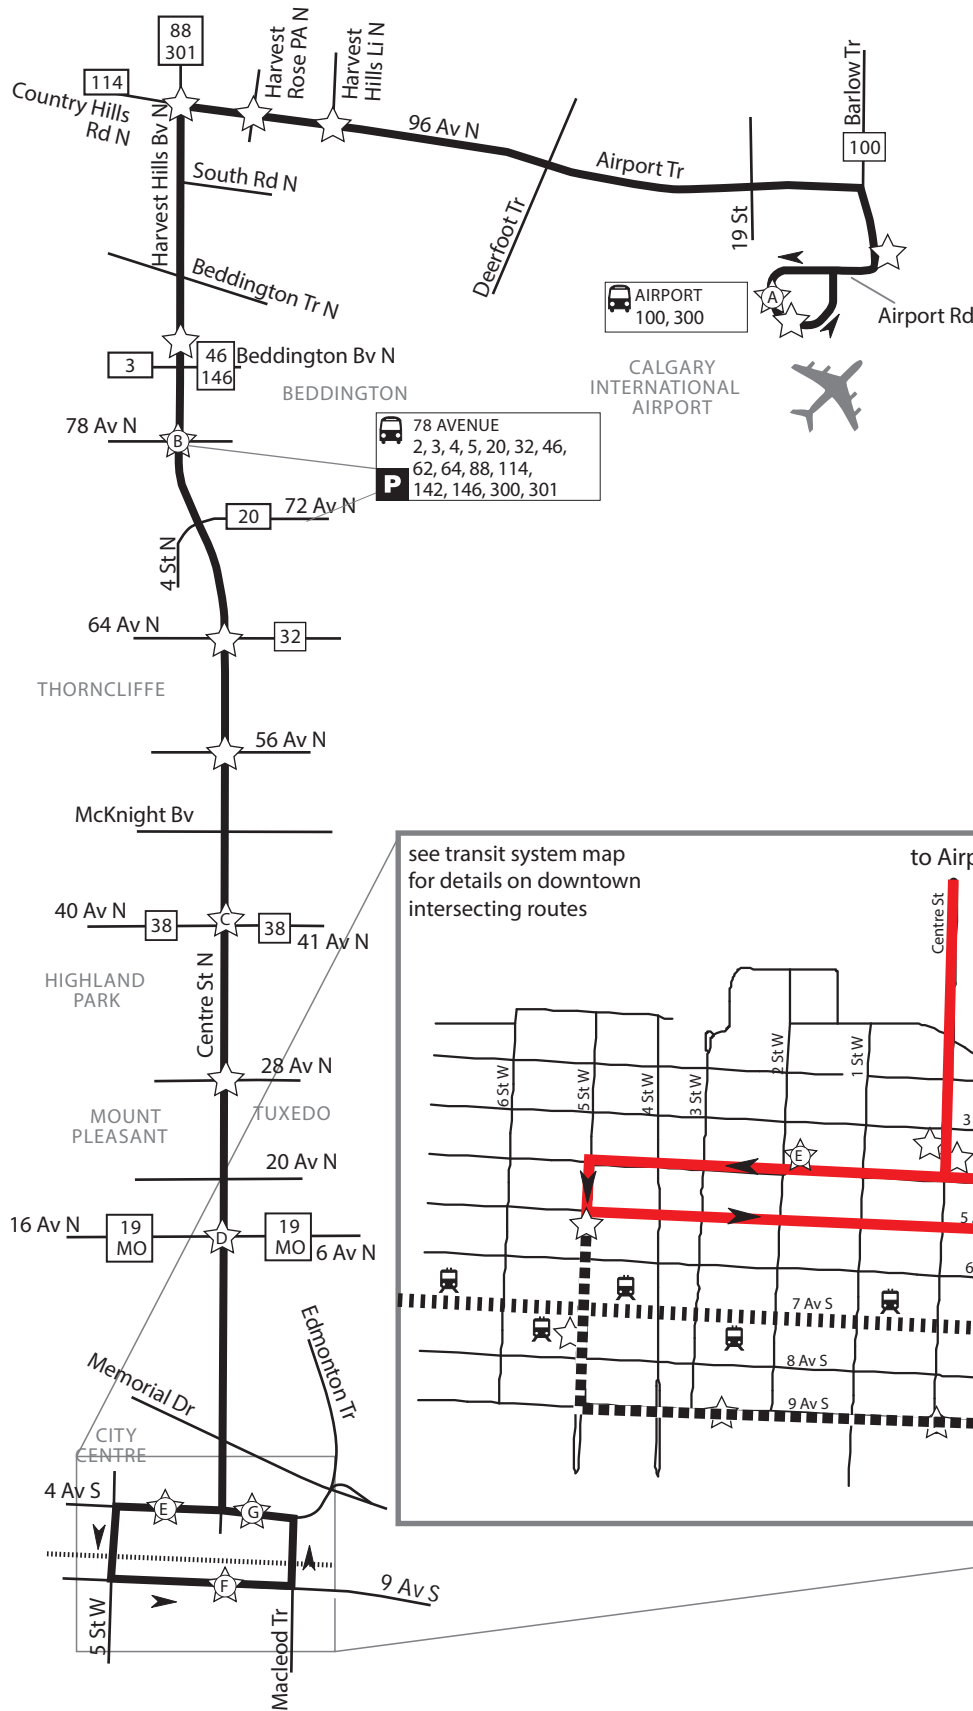 88
301
114
Country Hills
Rd N
Harvest
Rose PA N
Harvest
Hills Li N
96 Av N
Barlow Tr
100
Airport Tr
Harvest Hills Bv N
South Rd N
Deerfoot Tr
19 St
Beddington Tr N
A
AIRPORT
100, 300
Airport Rd
3
46
146
Beddington Bv N
BEDDINGTON
CALGARY
INTERNATIONAL
AIRPORT
78 Av N
B
78 AVENUE
2, 3, 4, 5, 20, 32, 46,
62, 64, 88, 114,
142, 146, 300, 301
P
72 Av N
20
4 St N
64 Av N
32
THORNCLIFFE
56 Av N
McKnight Bv
40 Av N
38
C
38
41 Av N
HIGHLAND
PARK
Centre St N
28 Av N
MOUNT
PLEASANT
TUXEDO
20 Av N
16 Av N
19
MO
D
19
MO
6 Av N
Edmonton Tr
Memorial Dr
CITY
CENTRE
4 Av S
E
G
F
9 Av S
5 St W
Macleod Tr
see transit system map
for details on downtown
intersecting routes
to Airp
Centre St
6 St W
5 St W
4 St W
3 St W
2 St W
1 St W
3
E
5
6
7 Av S
8 Av S
9 Av S